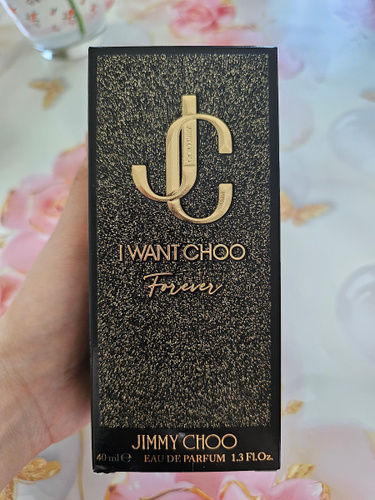 JC
I WANT CHOO
Forever
JIMMY CHOO
40 ml ℮ EAU DE PARFUM 1.3 Fl.Oz.